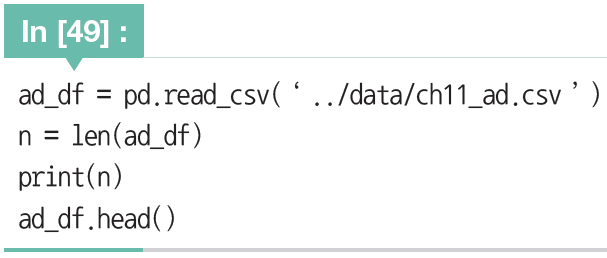 In [49] :
ad_df = pd.read_csv( ‘ ../data/ch11_ad.csv ’ )
n = len(ad_df)
print(n)
ad_df.head()